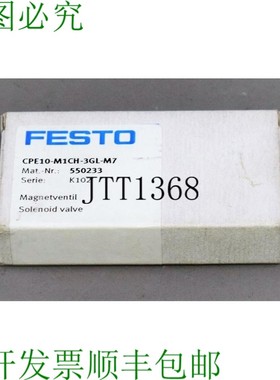 图必究
FESTO
CPE10-M1CH-3GL-M7
Mat.-Nr.: 550233
Serie: K102
JTT1368
Magnetventil
Solenoid valve
开发票顺丰包邮